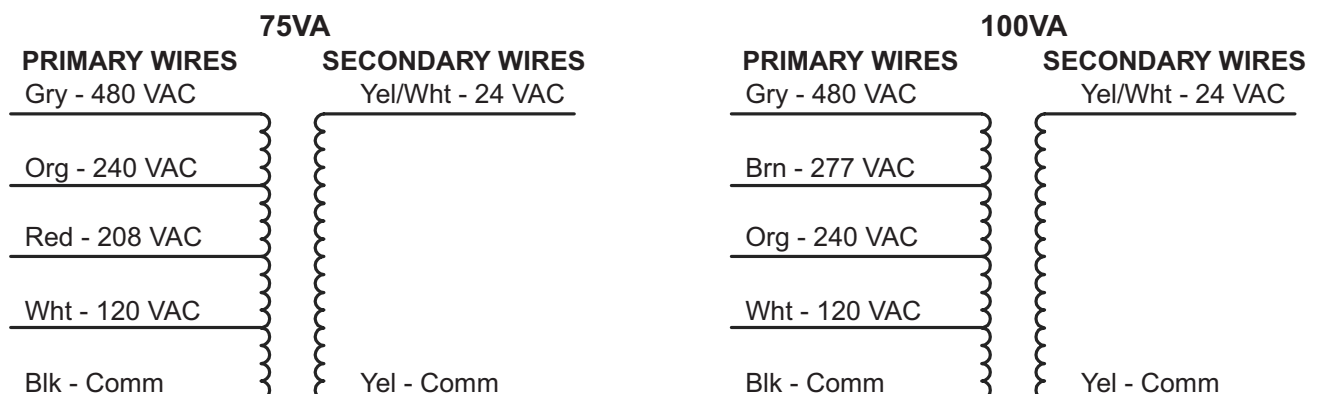 75VA
PRIMARY WIRES SECONDARY WIRES
Gry - 480 VAC Yel/Wht - 24 VAC
Org - 240 VAC
Red - 208 VAC
Wht - 120 VAC
Blk - Comm Yel - Comm
100VA
PRIMARY WIRES SECONDARY WIRES
Gry - 480 VAC Yel/Wht - 24 VAC
Brn - 277 VAC
Org - 240 VAC
Wht - 120 VAC
Blk - Comm Yel - Comm